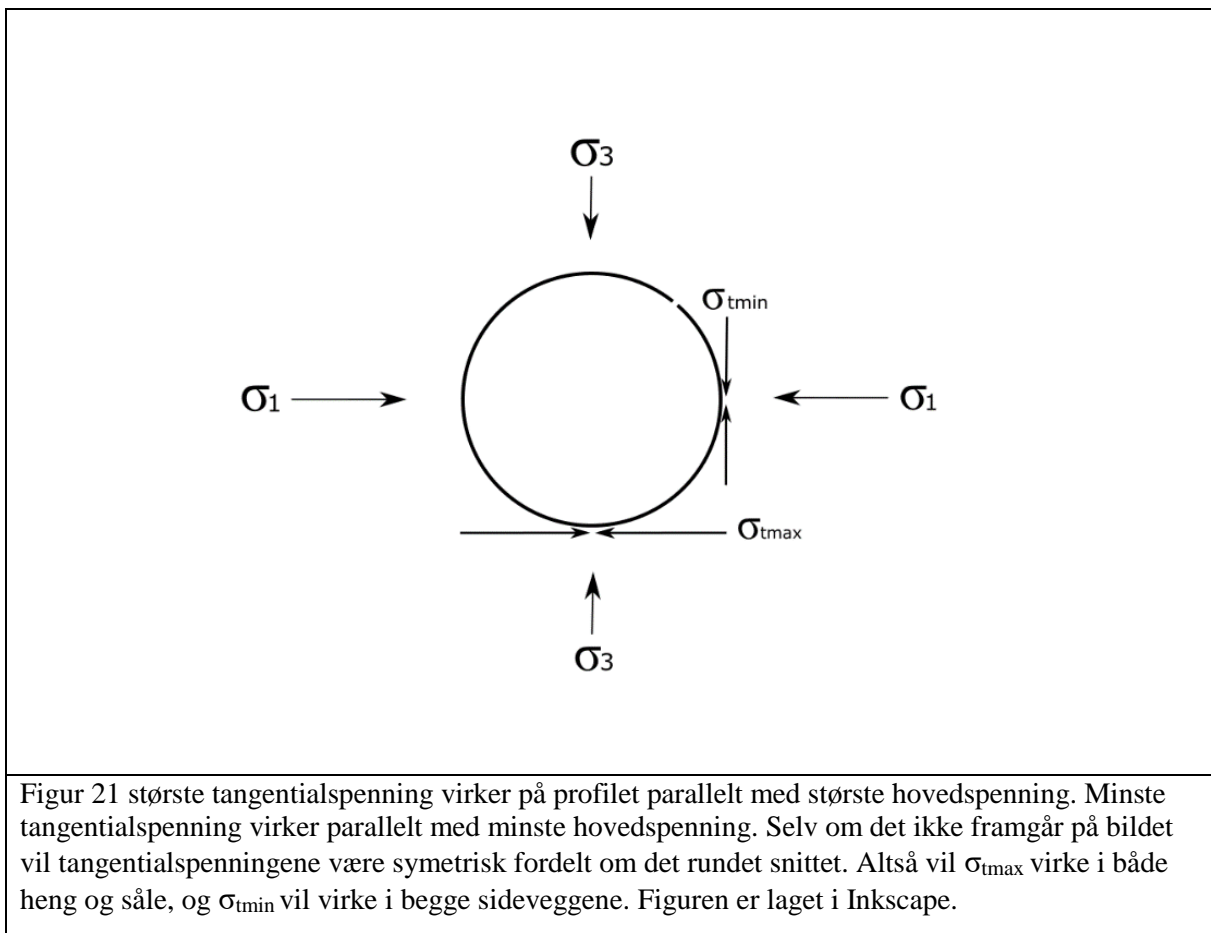 σ3
σtmin
σ1
σ1
σtmax
σ3
Figur 21 største tangentialspenning virker på profilet parallelt med største hovedspenning. Minste
tangentialspenning virker parallelt med minste hovedspenning. Selv om det ikke framgår på bildet
vil tangentialspenningene være symetrisk fordelt om det rundet snittet. Altså vil σtmax virke i både
heng og såle, og σtmin vil virke i begge sideveggene. Figuren er laget i Inkscape.